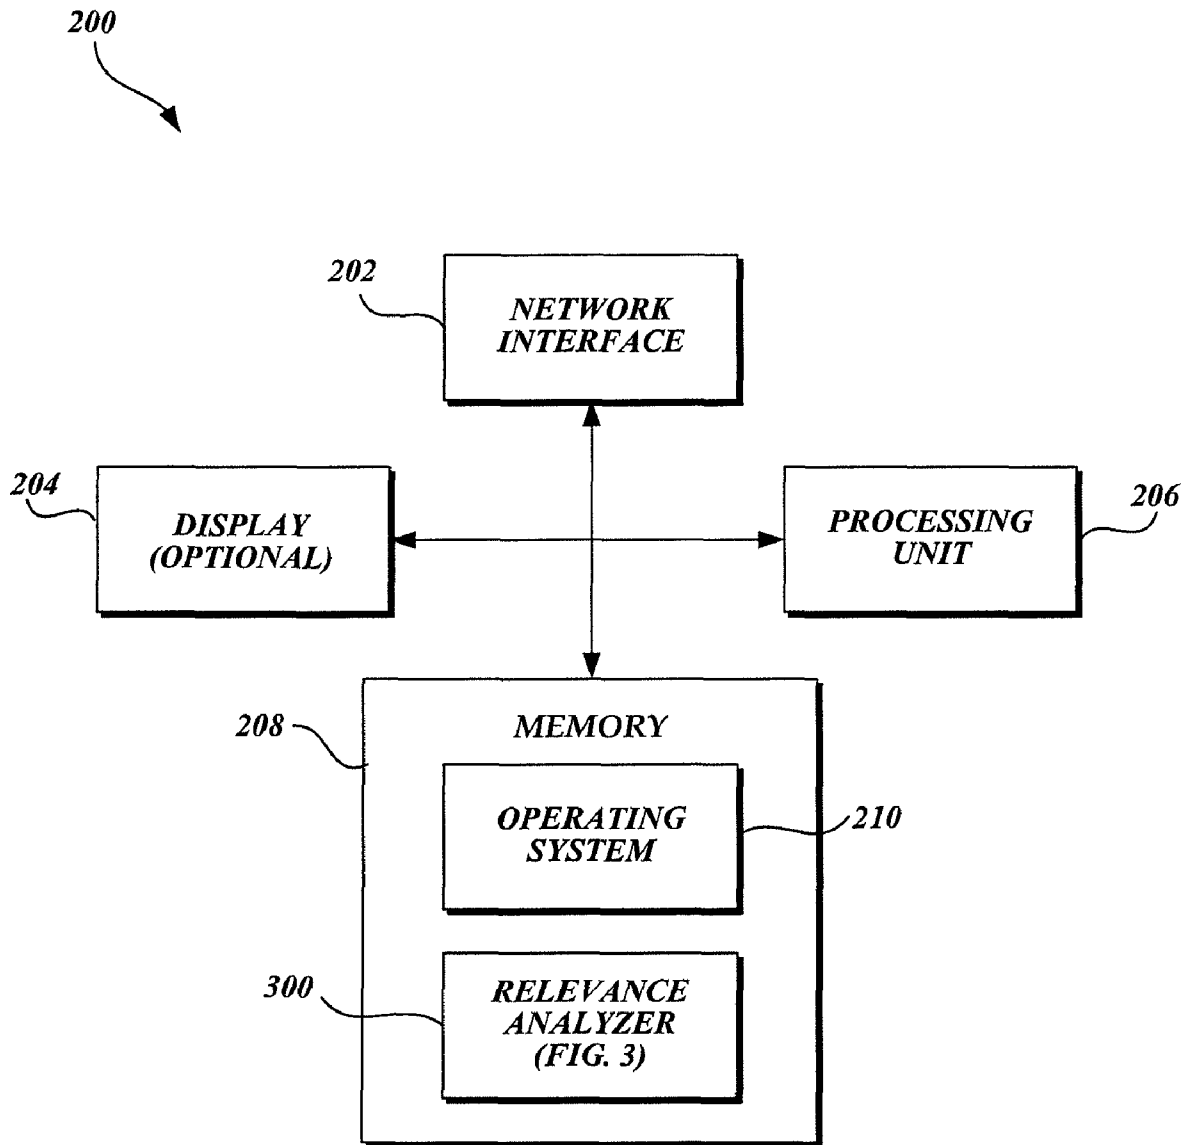 200
202
NETWORK
INTERFACE
204
DISPLAY
(OPTIONAL)
PROCESSING
UNIT
206
208
MEMORY
OPERATING
SYSTEM
210
300
RELEVANCE
ANALYZER
(FIG. 3)